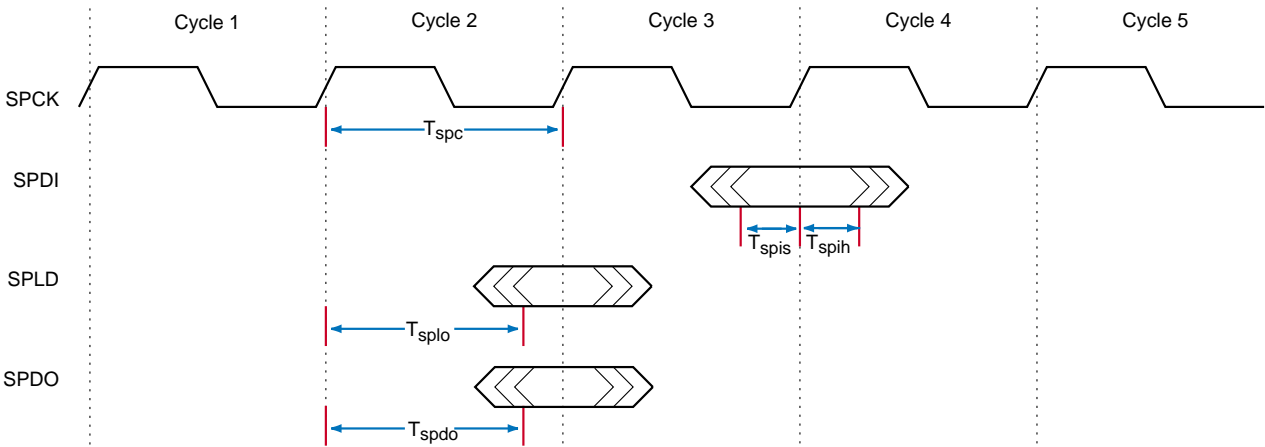 Cycle 1 Cycle 2 Cycle 3 Cycle 4 Cycle 5
SPCK
Tspc
SPDI
Tspis Tspih
SPLD
Tsplo
SPDO
Tspdo